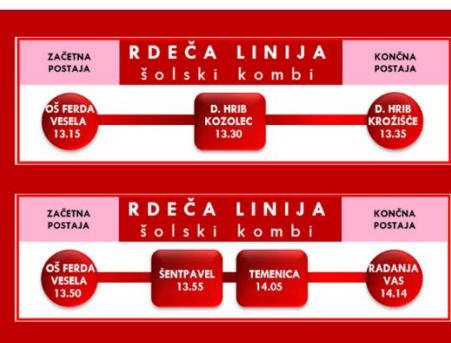 ZAČETNA
POSTAJA
RDEČA LINIJA
šolski kombi
KONČNA
POSTAJA
OŠ FERDA
VESELA
13.15
D. HRIB
KOZOLEC
13.30
D. HRIB
KROŽIŠČE
13.35
ZAČETNA
POSTAJA
RDEČA LINIJA
šolski kombi
KONČNA
POSTAJA
OŠ FERDA
VESELA
13.50
ŠENTPAVEL
13.55
TEMENICA
14.05
RADANJA
VAS
14.14